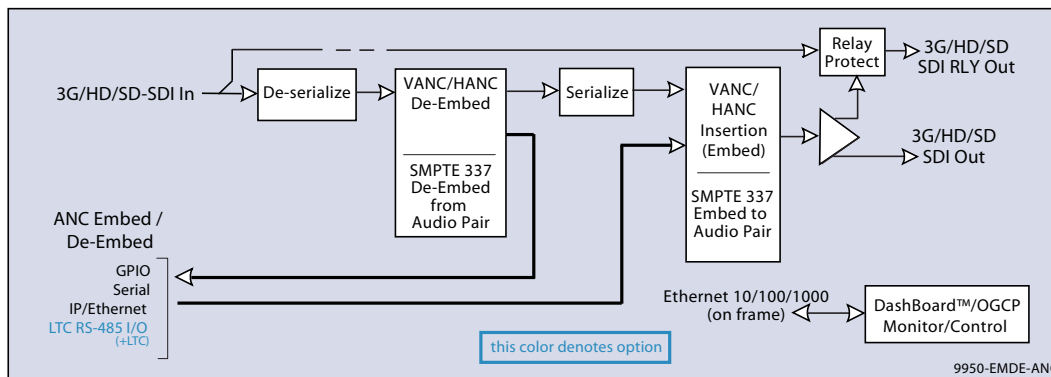 3G/HD/SD-SDI In
De-serialize
VANC/HANC
De-Embed
SMPTE 337
De-Embed
from
Audio Pair
Serialize
VANC/
HANC
Insertion
(Embed)
SMPTE 337
Embed to
Audio Pair
Relay
Protect
3G/HD/SD
SDI RLY Out
3G/HD/SD
SDI Out
ANC Embed /
De-Embed
GPIO
Serial
IP/Ethernet
LTC RS-485 I/O
(+LTC)
this color denotes option
Ethernet 10/100/1000
(on frame)
DashBoard™/OGCP
Monitor/Control
9950-EMDE-ANC